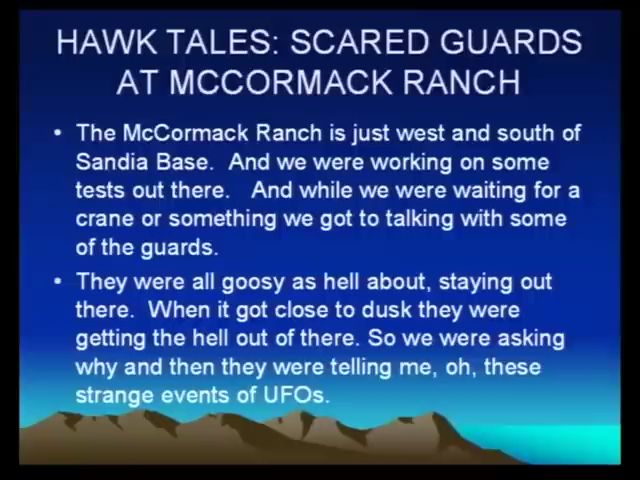 HAWK TALES: SCARED GUARDS
AT MCCORMACK RANCH
• The McCormack Ranch is just west and south of
Sandia Base. And we were working on some
tests out there. And while we were waiting for a
crane or something we got to talking with some
of the guards.
• They were all goosy as hell about, staying out
there. When it got close to dusk they were
getting the hell out of there. So we were asking
why and then they were telling me, oh, these
strange events of UFOs.